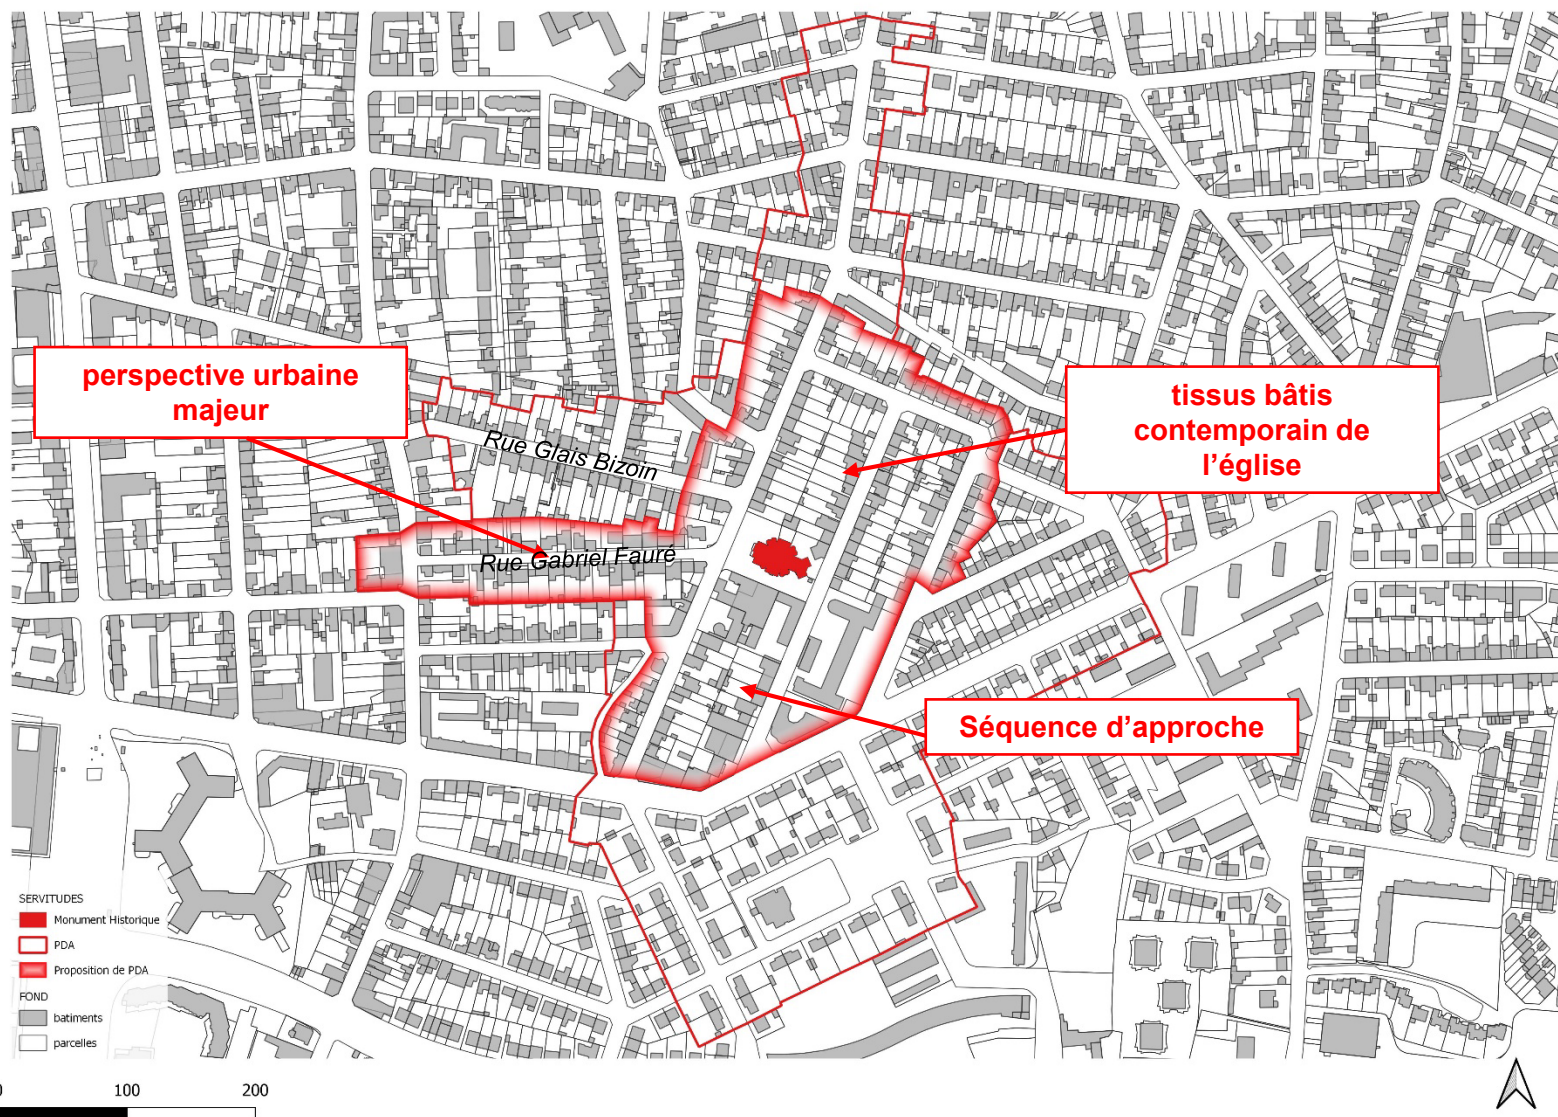 perspective urbaine
majeur
tissus bâtis
contemporain de
l’église
Rue Glais Bizoin
Rue Gabriel Fauré
Séquence d’approche
SERVITUDES
Monument Historique
PDA
Proposition de PDA
FOND
batiments
parcelles
0 100 200